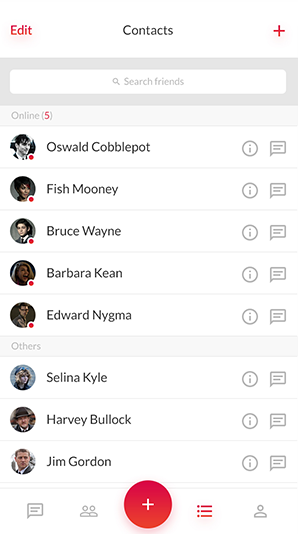 Edit Contacts +
Search friends
Online (5)
Oswald Cobblepot
Fish Mooney
Bruce Wayne
Barbara Kean
Edward Nygma
Others
Selina Kyle
Harvey Bullock
Jim Gordon